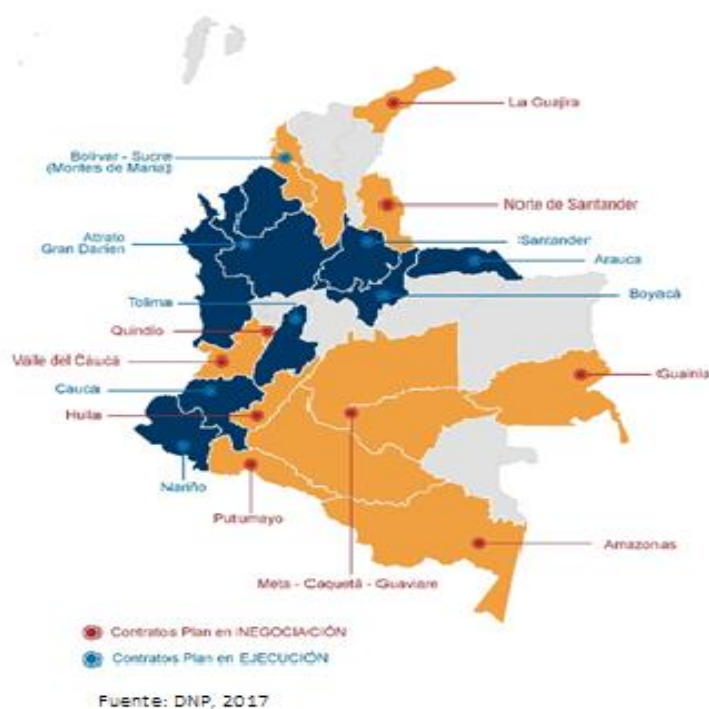 La Guajira
Bolívar - Sucre
(Montes de María)
Norte de Santander
Atrato
Gran Darien
Santander
Arauca
Tolima
Boyacá
Quindío
Valle del Cauca
Guainía
Cauca
Huila
Nariño
Putumayo
Amazonas
Meta - Caquetá - Guaviare
Contratos Plan en NEGOCIACIÓN
Contratos Plan en EJECUCIÓN
Fuente: DNP, 2017